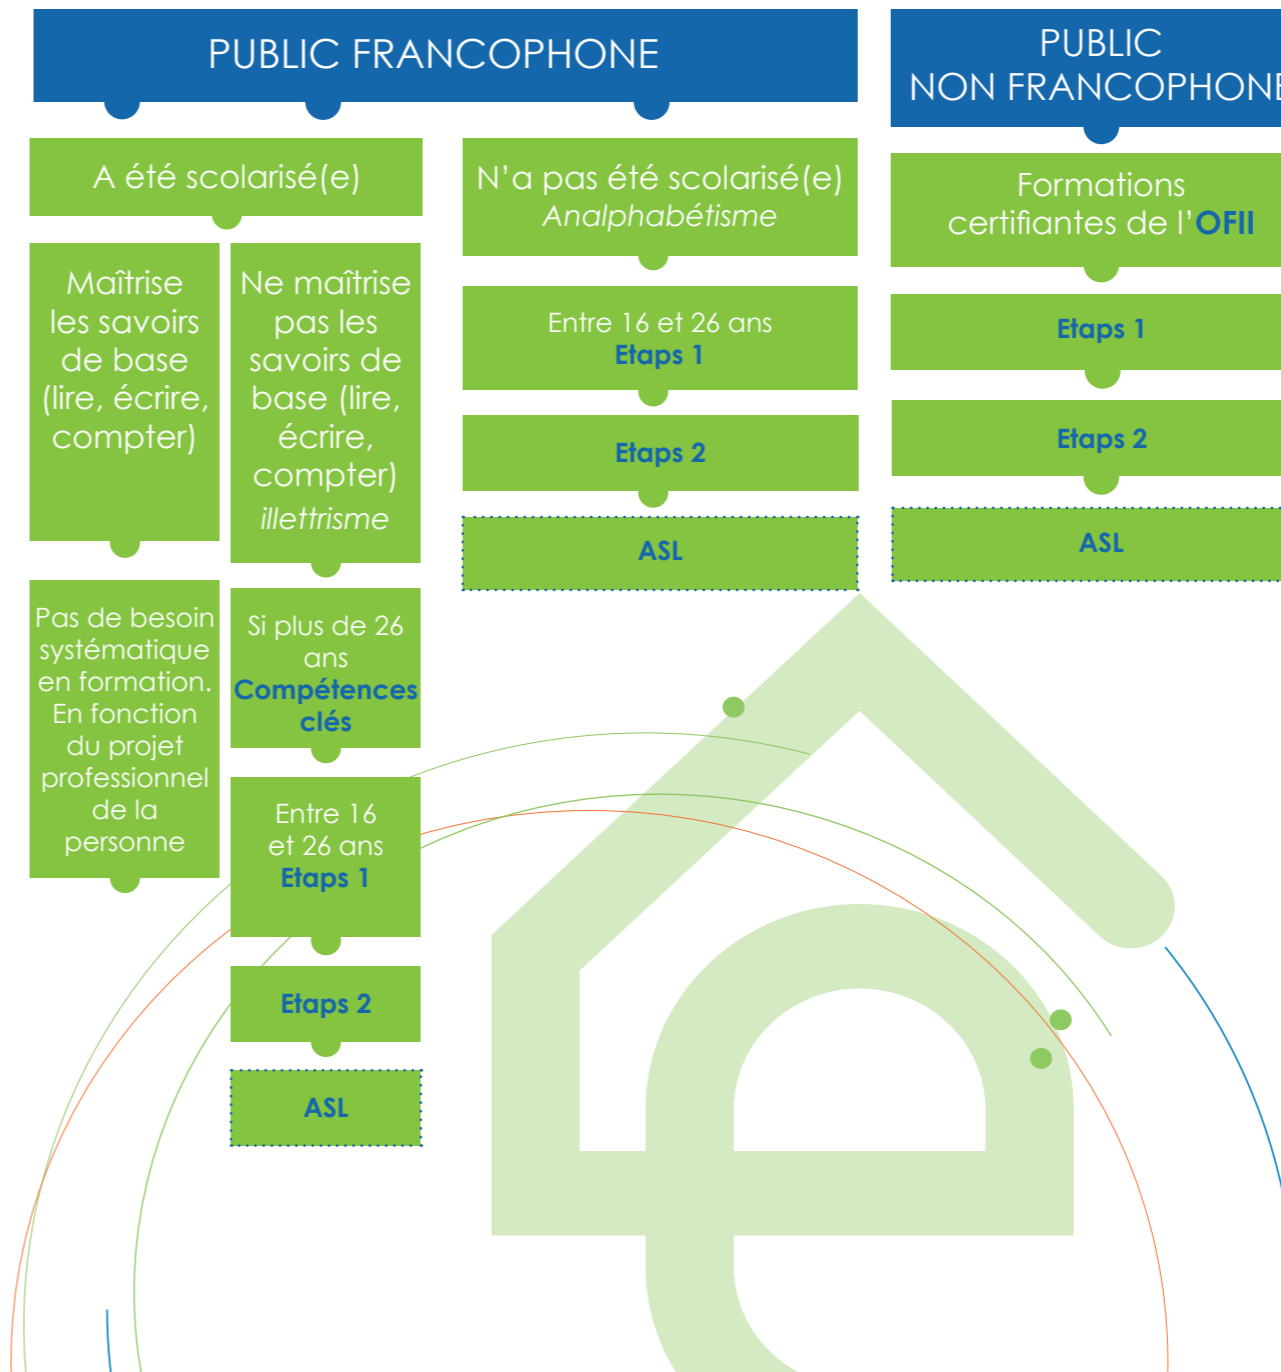 PUBLIC FRANCOPHONE
A été scolarisé(e)
Maîtrise
les savoirs
de base
(lire, écrire,
compter)
Pas de besoin
systématique
en formation.
En fonction
du projet
professionnel
de la
personne
Ne maîtrise
pas les
savoirs de
base (lire,
écrire,
compter)
illettrisme
Si plus de 26
ans
Compétences
clés
Entre 16
et 26 ans
Etaps 1
Etaps 2
ASL
N'a pas été scolarisé(e)
Analphabétisme
Entre 16 et 26 ans
Etaps 1
Etaps 2
ASL
PUBLIC
NON FRANCOPHONE
Formations
certifiantes de l'OFII
Etaps 1
Etaps 2
ASL